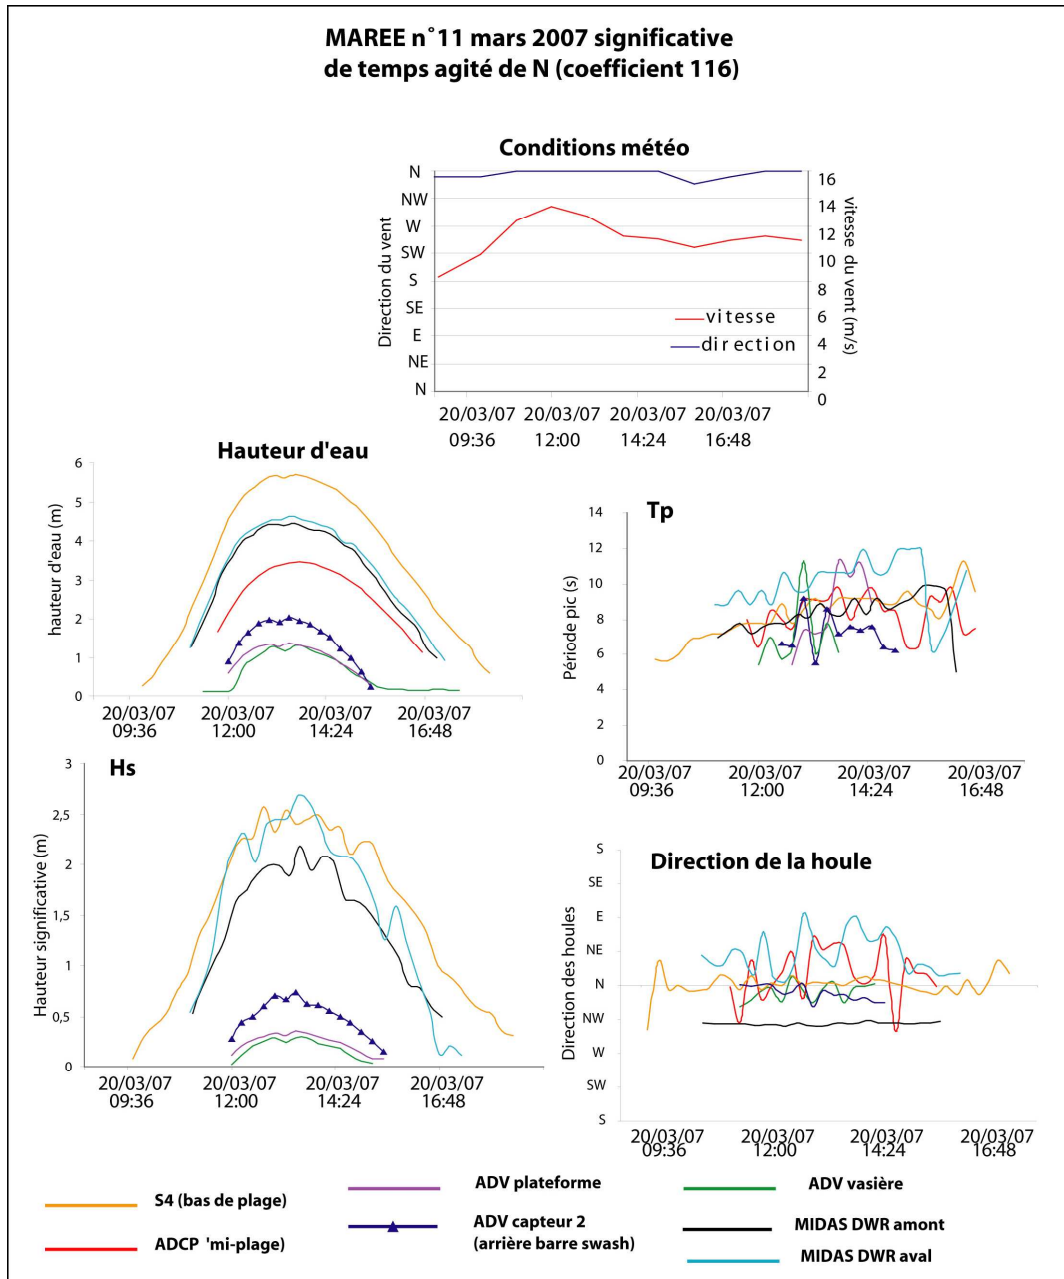 MAREE n°11 mars 2007 significative
de temps agité de N (coefficient 116)
Conditions météo
Direction du vent
N
NW
W
SW
S
SE
E
NE
N
16
14
12
10
8
6
4
2
0
vitesse du vent (m/s)
vitesse
direction
20/03/07 20/03/07 20/03/07 20/03/07
09:36 12:00 14:24 16:48
Hauteur d'eau
hauteur d'eau (m)
6
5
4
3
2
1
0
20/03/07 20/03/07 20/03/07 20/03/07
09:36 12:00 14:24 16:48
Tp
Période pic (s)
14
12
10
8
6
4
2
0
20/03/07 20/03/07 20/03/07 20/03/07
09:36 12:00 14:24 16:48
Hs
Hauteur significative (m)
3
2,5
2
1,5
1
0,5
0
20/03/07 20/03/07 20/03/07 20/03/07
09:36 12:00 14:24 16:48
Direction de la houle
Direction des houles
S
SE
E
NE
N
NW
W
SW
S
20/03/07 20/03/07 20/03/07 20/03/07
09:36 12:00 14:24 16:48
S4 (bas de plage)
ADCP 'mi-plage)
ADV plateforme
ADV capteur 2
(arrière barre swash)
ADV vasière
MIDAS DWR amont
MIDAS DWR aval